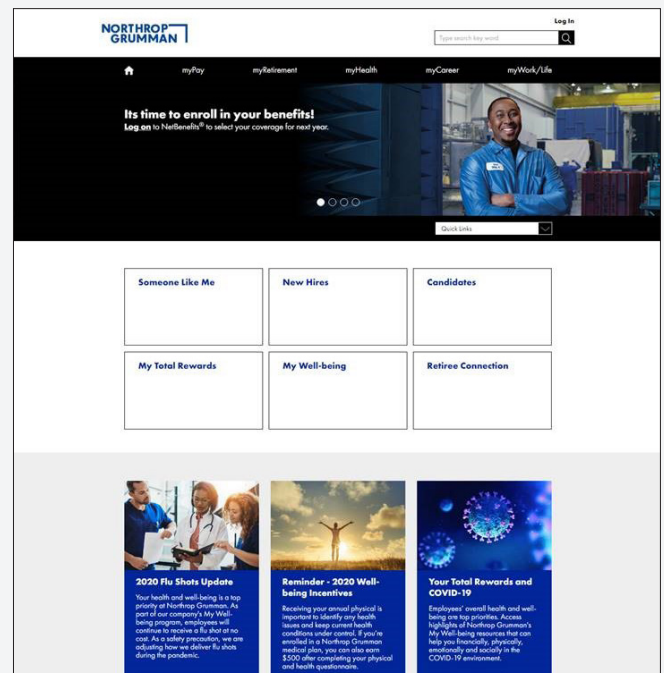 NORTHROP
GRUMMAN
Log In
Type search key word
myPay myRetirement myHealth myCareer myWork/Life
Its time to enroll in your benefits!
Log on to NetBenefits® to select your coverage for next year.
Quick Links
Someone Like Me New Hires Candidates
My Total Rewards My Well-being Retiree Connection
2020 Flu Shots Update
Your health and well-being is a top
priority at Northrop Grumman. As
part of our company's My Well-
being program, employees will
continue to receive a flu shot at no
cost. As a safety precaution, we are
adjusting how we deliver flu shots
during the pandemic.
Reminder - 2020 Well-
being Incentives
Receiving your annual physical is
important to identify any health
issues and keep current health
conditions under control. If you're
enrolled in a Northrop Grumman
medical plan, you can also earn
$500 after completing your physical
and health questionnaire.
Your Total Rewards and
COVID-19
Employees' overall health and well-
being are top priorities. Access
highlights of Northrop Grumman's
My Well-being resources that can
help you financially, physically,
emotionally and socially in the
COVID-19 environment.